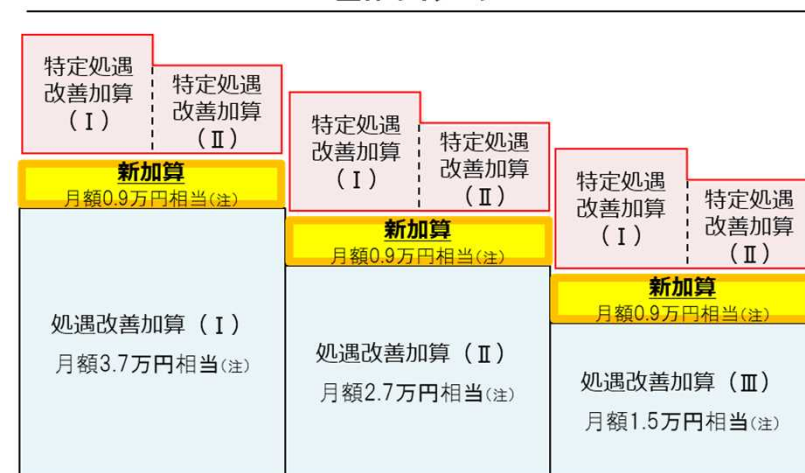 特定処遇
改善加算
（Ⅰ）
特定処遇
改善加算
（Ⅱ）
新加算
月額0.9万円相当(注)
処遇改善加算（Ⅰ）
月額3.7万円相当(注)
特定処遇
改善加算
（Ⅰ）
特定処遇
改善加算
（Ⅱ）
新加算
月額0.9万円相当(注)
処遇改善加算（Ⅱ）
月額2.7万円相当(注)
特定処遇
改善加算
（Ⅰ）
特定処遇
改善加算
（Ⅱ）
新加算
月額0.9万円相当(注)
処遇改善加算（Ⅲ）
月額1.5万円相当(注)